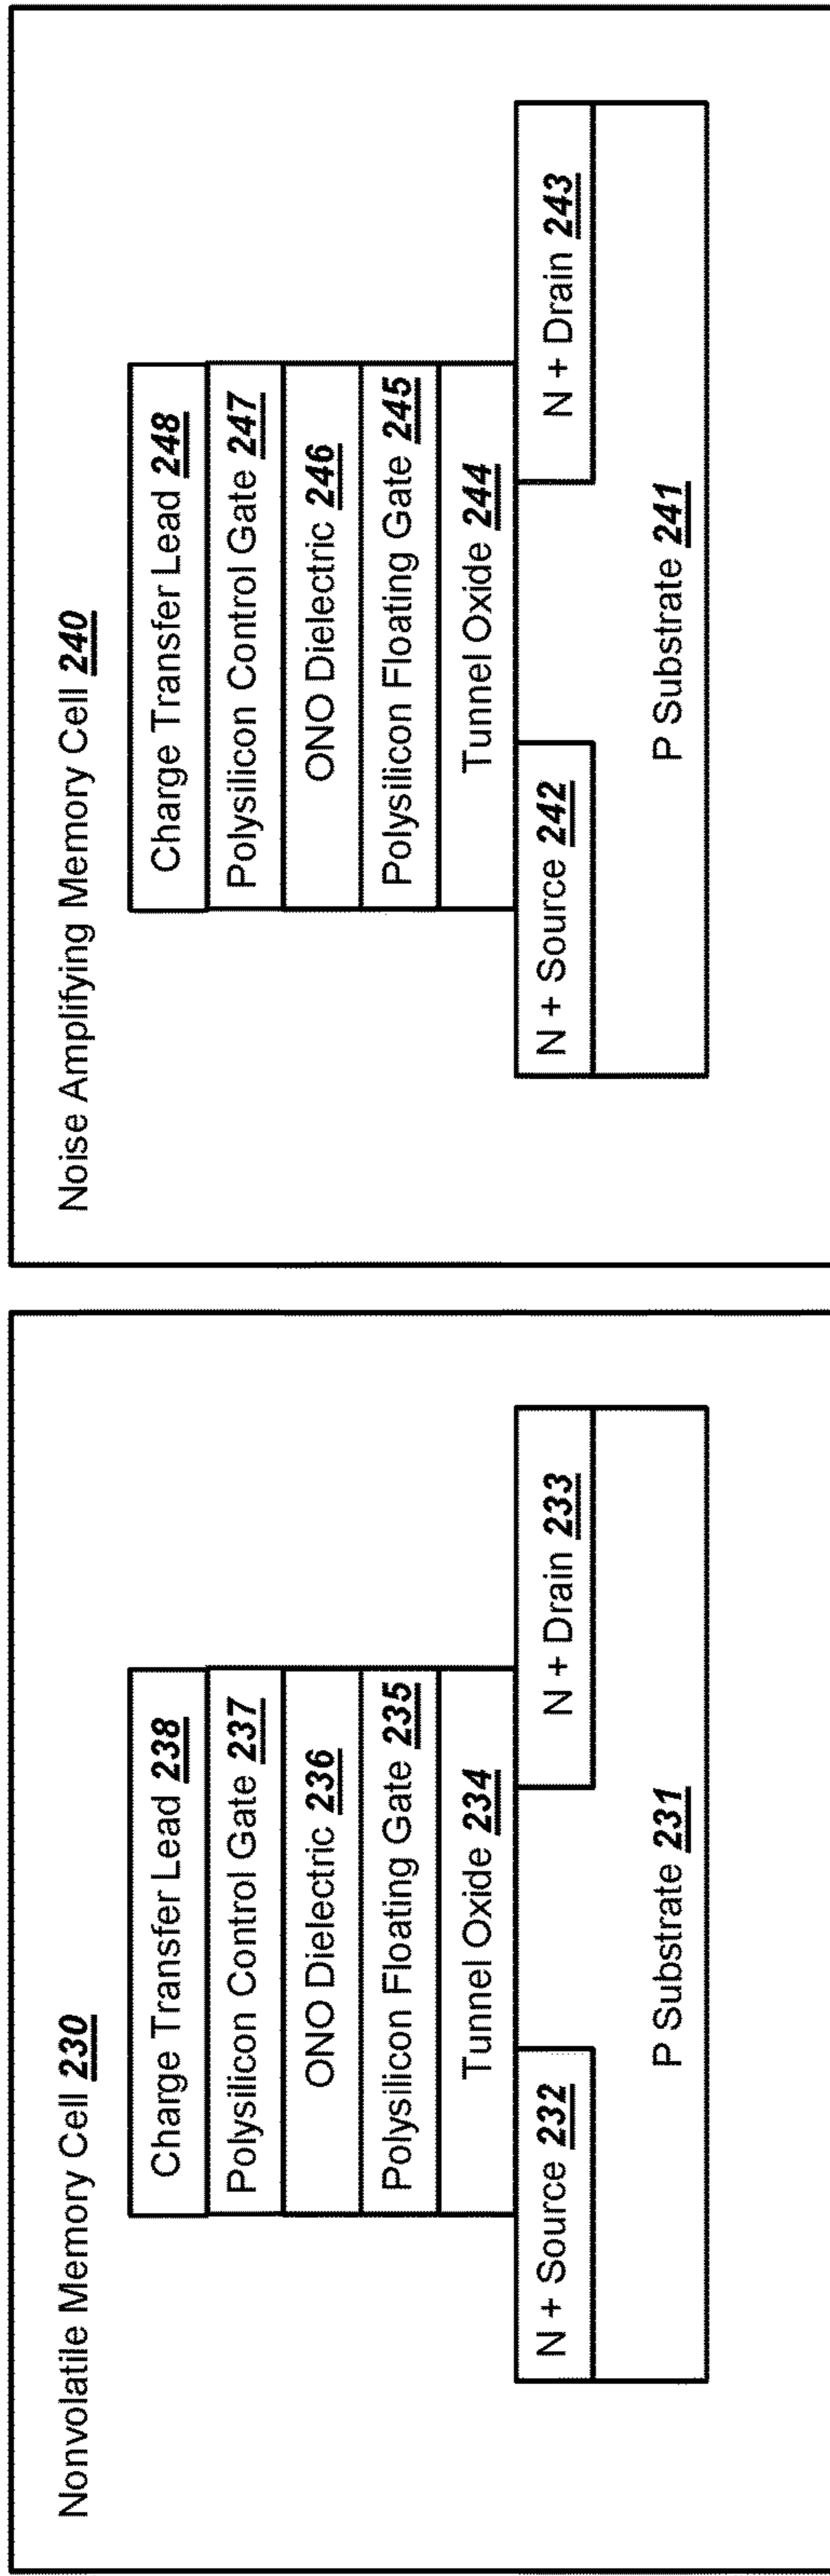 Nonvolatile Memory Cell 230
Charge Transfer Lead 238
Polysilicon Control Gate 237
ONO Dielectric 236
Polysilicon Floating Gate 235
Tunnel Oxide 234
N + Source 232
N + Drain 233
P Substrate 231
Noise Amplifying Memory Cell 240
Charge Transfer Lead 248
Polysilicon Control Gate 247
ONO Dielectric 246
Polysilicon Floating Gate 245
Tunnel Oxide 244
N + Source 242
N + Drain 243
P Substrate 241